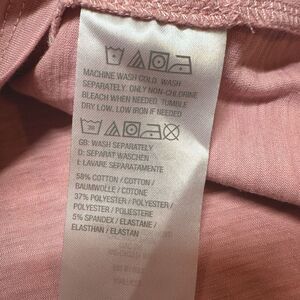 MACHINE WASH COLD. WASH
SEPARATELY. ONLY NON-CHLORINE
BLEACH WHEN NEEDED. TUMBLE
DRY LOW. LOW IRON IF NEEDED
30
GB: WASH SEPARATELY
D: SEPARAT WASCHEN
I: LAVARE SEPARATAMENTE
58% COTTON / COTTON /
BAUMWOLLE / COTONE
37% POLYESTER / POLYESTER /
POLYESTER / POLIESTERE
5% SPANDEX / ELASTANE /
ELASTHAN / ELASTAN